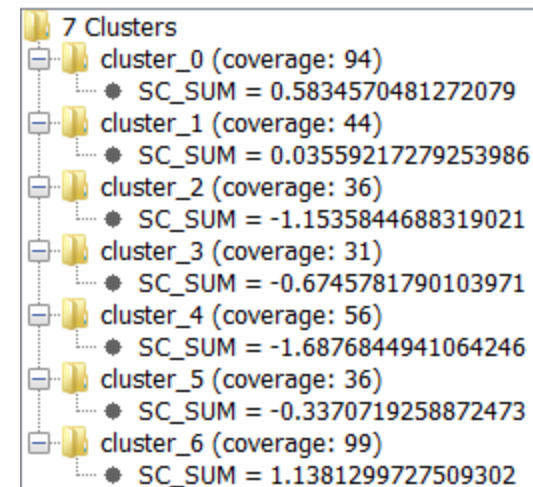 7 Clusters
cluster_0 (coverage: 94)
SC_SUM = 0.5834570481272079
cluster_1 (coverage: 44)
SC_SUM = 0.03559217279253986
cluster_2 (coverage: 36)
SC_SUM = -1.1535844688319021
cluster_3 (coverage: 31)
SC_SUM = -0.6745781790103971
cluster_4 (coverage: 56)
SC_SUM = -1.6876844941064246
cluster_5 (coverage: 36)
SC_SUM = -0.3370719258872473
cluster_6 (coverage: 99)
SC_SUM = 1.1381299727509302